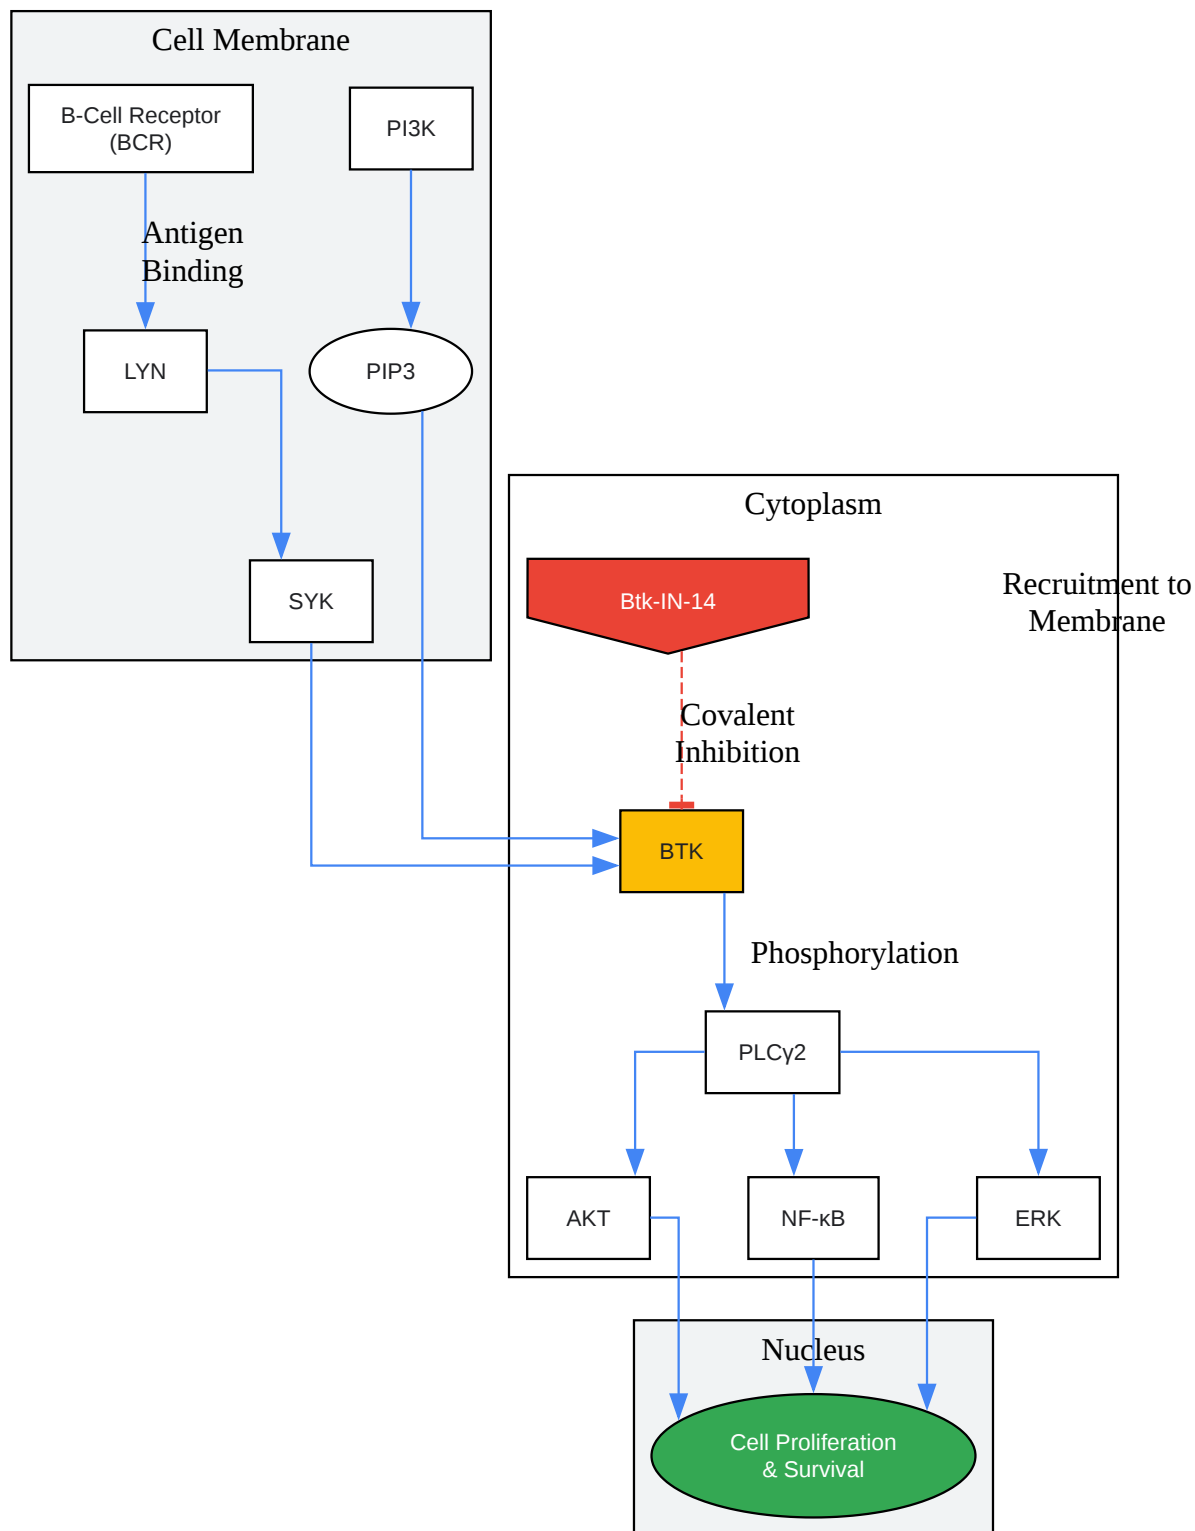 Cell Membrane
B-Cell Receptor
(BCR)
PI3K
Antigen
Binding
LYN
PIP3
SYK
Cytoplasm
Btk-IN-14
Recruitment to
Membrane
Covalent
Inhibition
BTK
Phosphorylation
PLCγ2
AKT
NF-κB
ERK
Nucleus
Cell Proliferation
& Survival